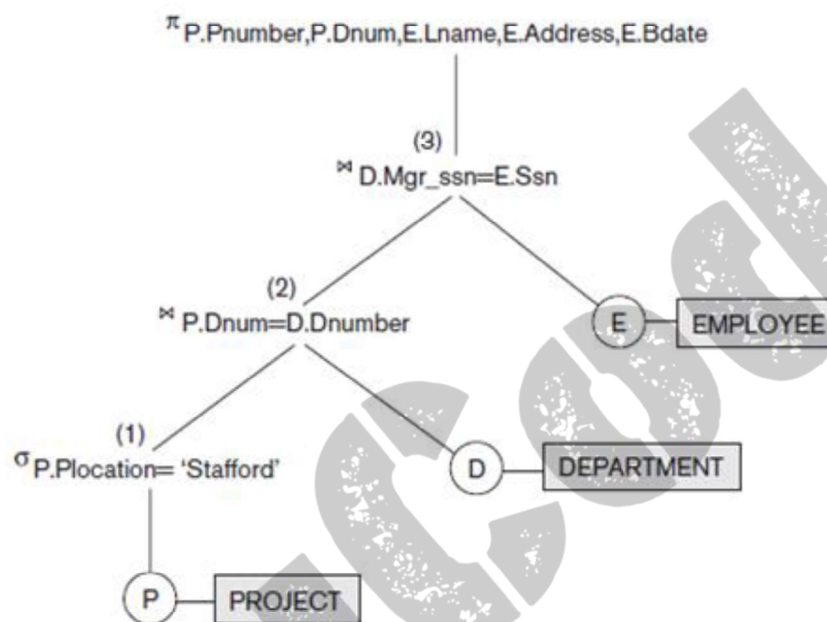 π P.Pnumber,P.Dnum,E.Lname,E.Address,E.Bdate
(3)
⋈ D.Mgr_ssn=E.Ssn
(2)
⋈ P.Dnum=D.Dnumber
E EMPLOYEE
(1)
σ P.Plocation= ‘Stafford’
D DEPARTMENT
P PROJECT